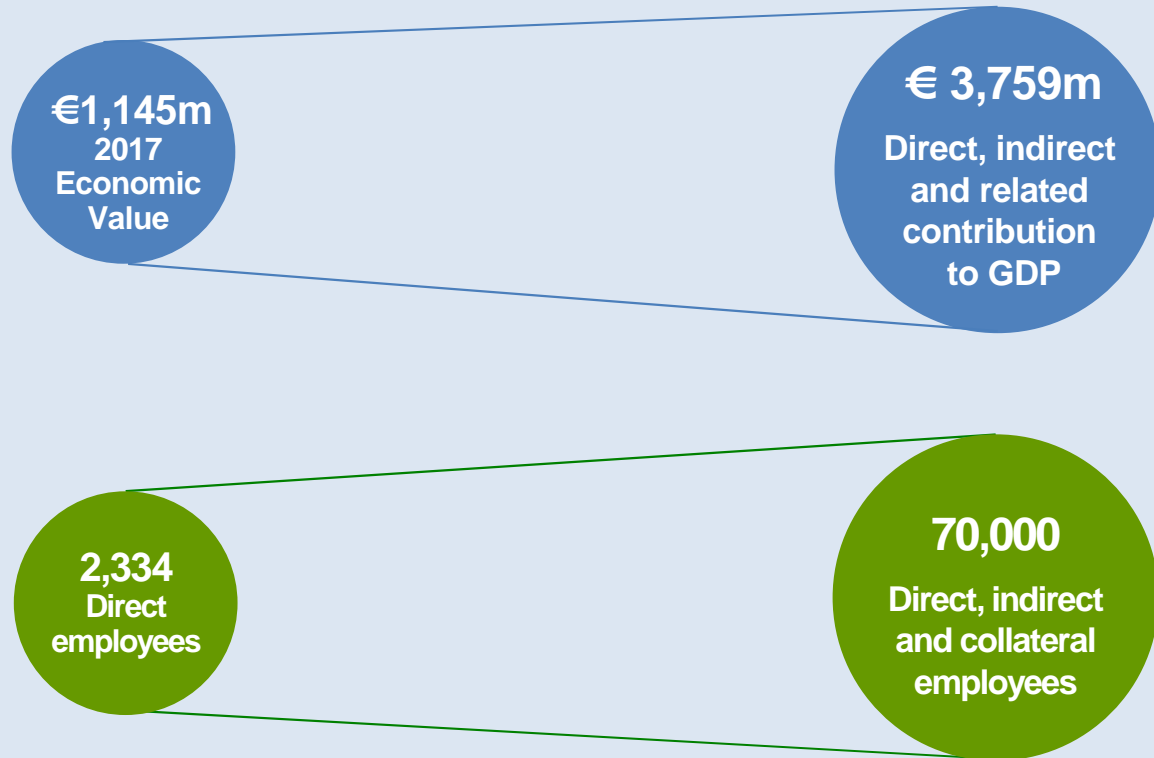 €1,145m
2017
Economic
Value
€ 3,759m
Direct, indirect
and related
contribution
to GDP
2,334
Direct
employees
70,000
Direct, indirect
and collateral
employees